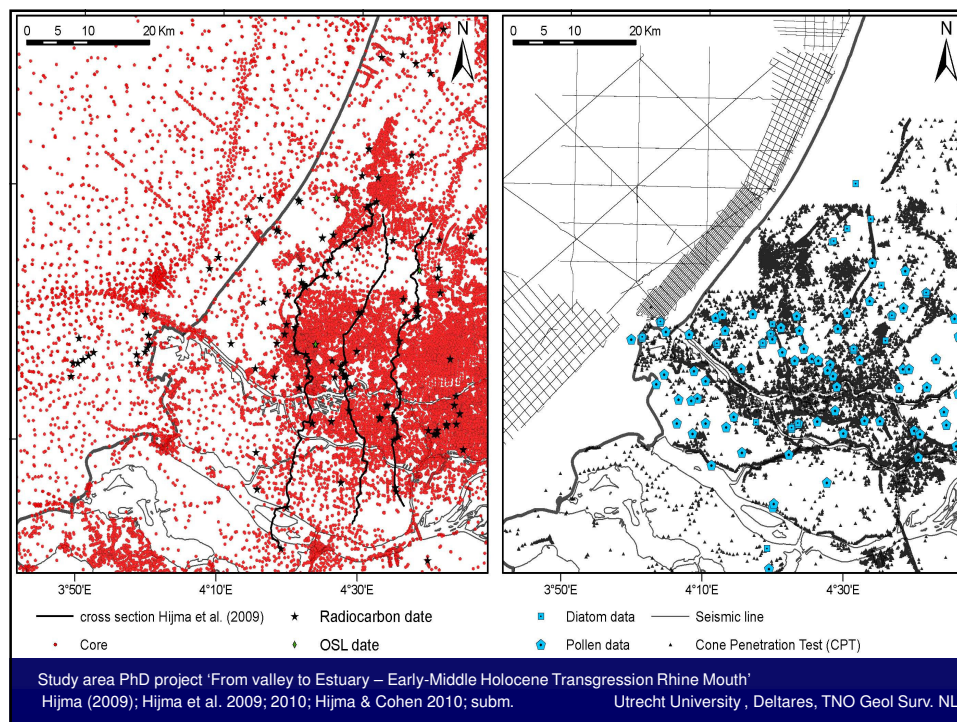 0 5 10 20 Km
N
0 5 10 20 Km
N
3°50'E 4°10'E 4°30'E
3°50'E 4°10'E 4°30'E
cross section Hijma et al. (2009) Radiocarbon date Diatom data Seismic line
Core OSL date Pollen data Cone Penetration Test (CPT)
Study area PhD project ‘From valley to Estuary – Early-Middle Holocene Transgression Rhine Mouth’
Hijma (2009); Hijma et al. 2009; 2010; Hijma & Cohen 2010; subm. Utrecht University , Deltares, TNO Geol Surv. NL